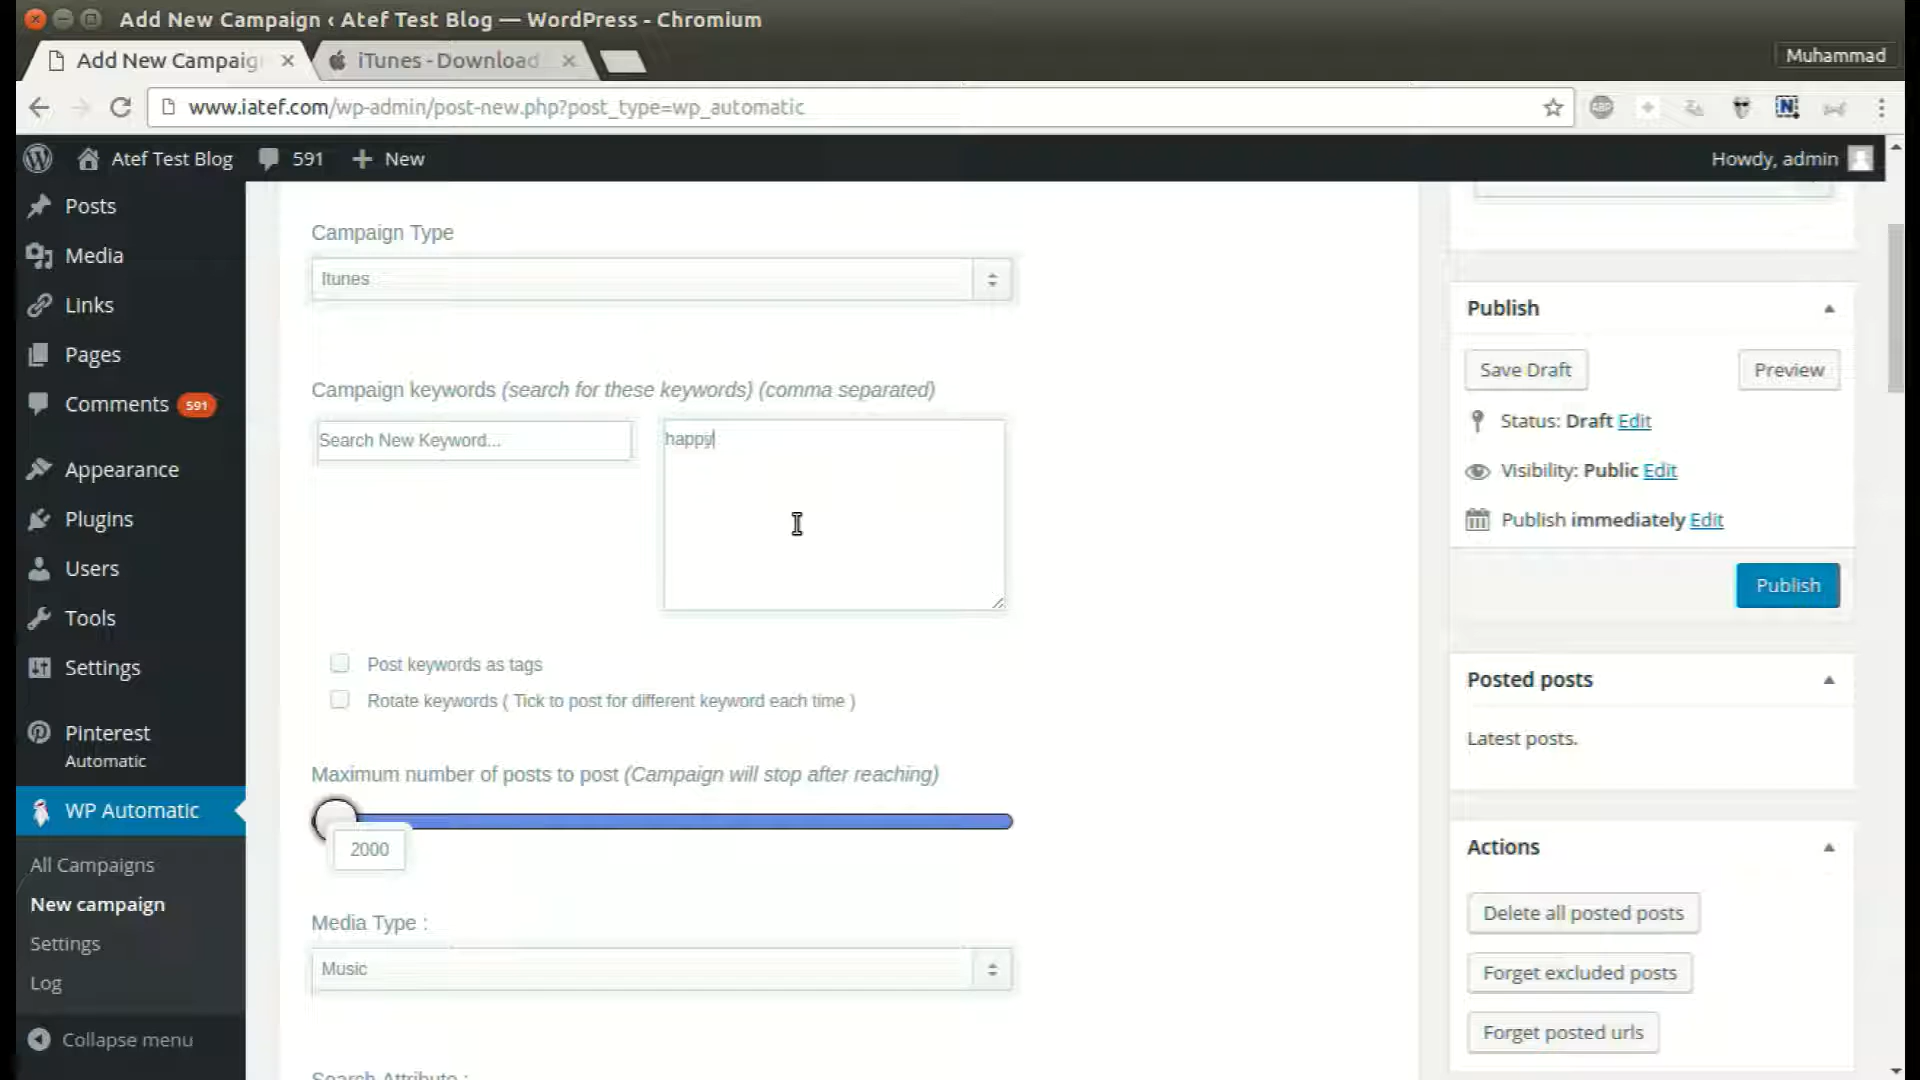 Add New Campaign ‹ Atef Test Blog — WordPress - Chromium
Add New Campaig
iTunes - Download
Muhammad
www.iatef.com/wp-admin/post-new.php?post_type=wp_automatic
ABP
N
Atef Test Blog
591
New
Howdy, admin
Posts
Media
Links
Pages
Comments 591
Appearance
Plugins
Users
Tools
Settings
Pinterest
Automatic
WP Automatic
All Campaigns
New campaign
Settings
Log
Collapse menu
Campaign Type
Itunes
Campaign keywords (search for these keywords) (comma separated)
Search New Keyword...
happy
Post keywords as tags
Rotate keywords ( Tick to post for different keyword each time )
Maximum number of posts to post (Campaign will stop after reaching)
2000
Media Type :
Music
Search Attribute :
Publish
Save Draft
Preview
Status: Draft Edit
Visibility: Public Edit
Publish immediately Edit
Publish
Posted posts
Latest posts.
Actions
Delete all posted posts
Forget excluded posts
Forget posted urls